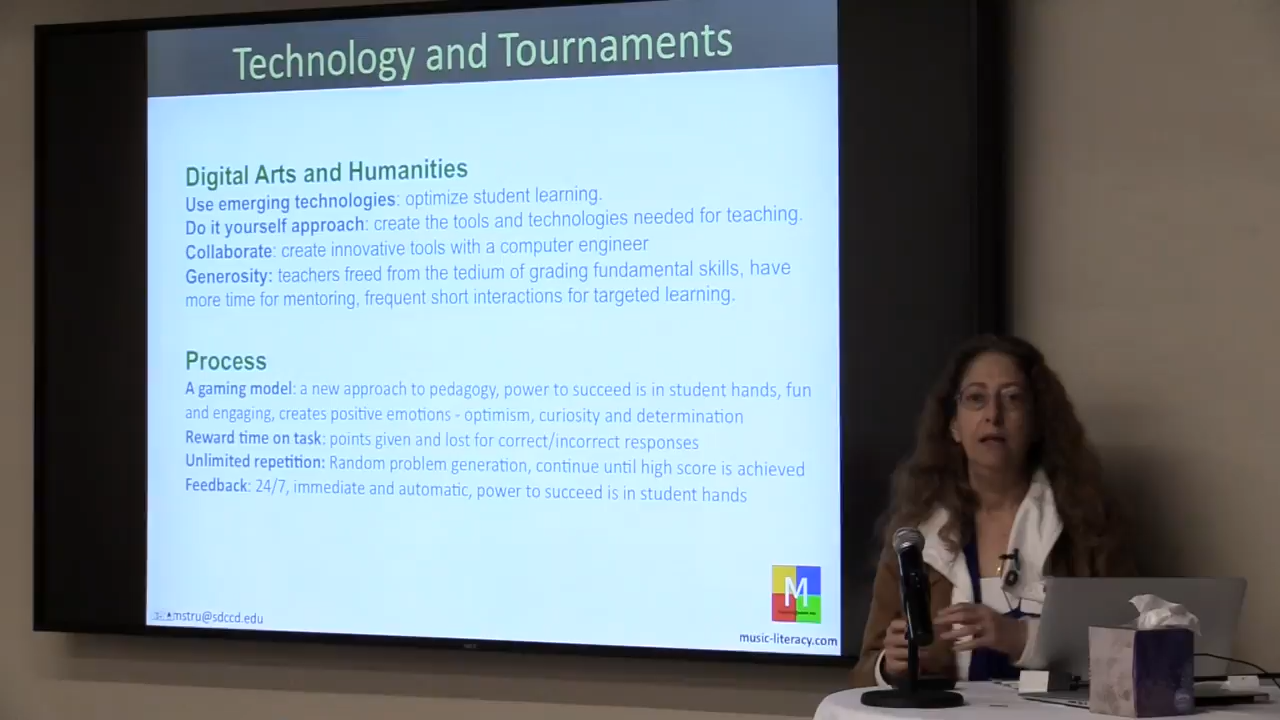 Technology and Tournaments
Digital Arts and Humanities
Use emerging technologies: optimize student learning.
Do it yourself approach: create the tools and technologies needed for teaching.
Collaborate: create innovative tools with a computer engineer
Generosity: teachers freed from the tedium of grading fundamental skills, have
more time for mentoring, frequent short interactions for targeted learning.
Process
A gaming model: a new approach to pedagogy, power to succeed is in student hands, fun
and engaging, creates positive emotions - optimism, curiosity and determination
Reward time on task: points given and lost for correct/incorrect responses
Unlimited repetition: Random problem generation, continue until high score is achieved
Feedback: 24/7, immediate and automatic, power to succeed is in student hands
M
mstru@sdccd.edu
music-literacy.com